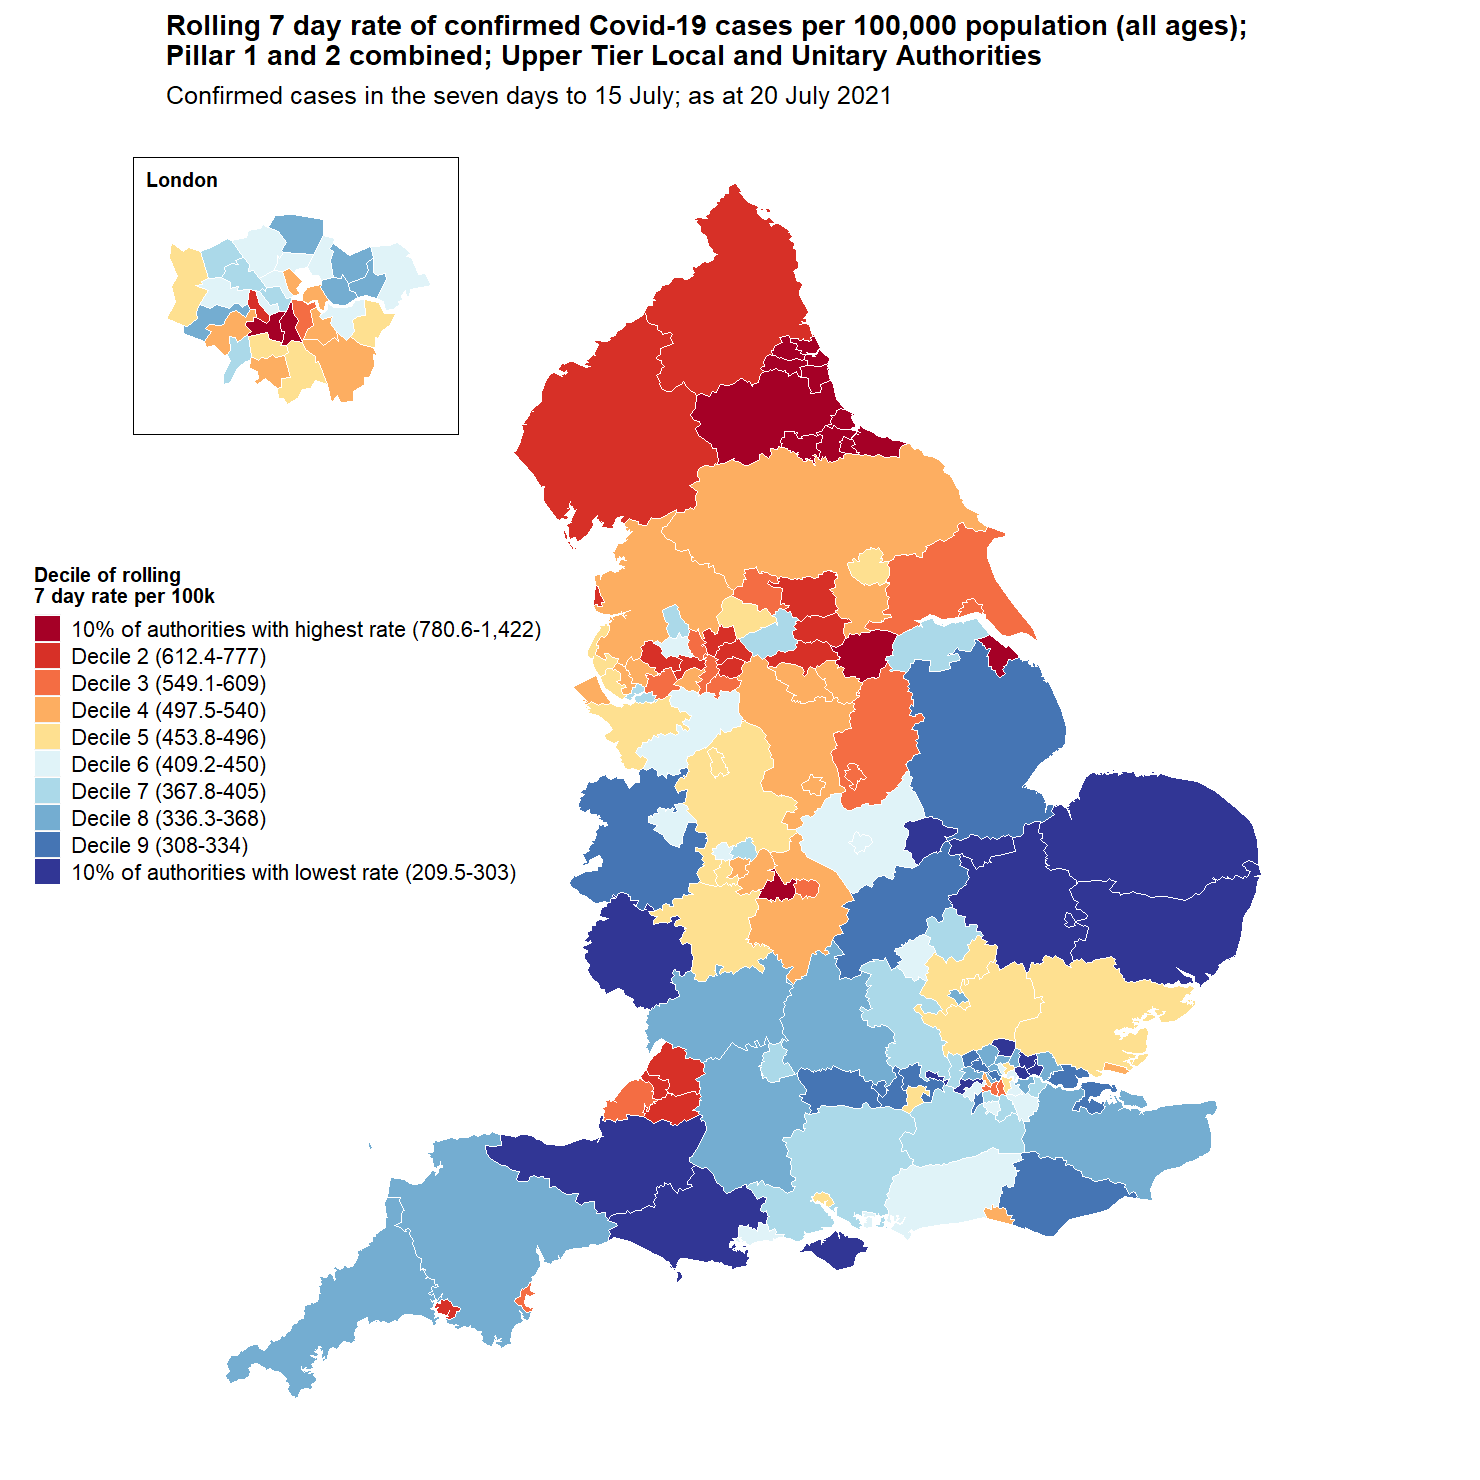 Rolling 7 day rate of confirmed Covid-19 cases per 100,000 population (all ages);
Pillar 1 and 2 combined; Upper Tier Local and Unitary Authorities
Confirmed cases in the seven days to 15 July; as at 20 July 2021
London
Decile of rolling
7 day rate per 100k
10% of authorities with highest rate (780.6-1,422)
Decile 2 (612.4-777)
Decile 3 (549.1-609)
Decile 4 (497.5-540)
Decile 5 (453.8-496)
Decile 6 (409.2-450)
Decile 7 (367.8-405)
Decile 8 (336.3-368)
Decile 9 (308-334)
10% of authorities with lowest rate (209.5-303)